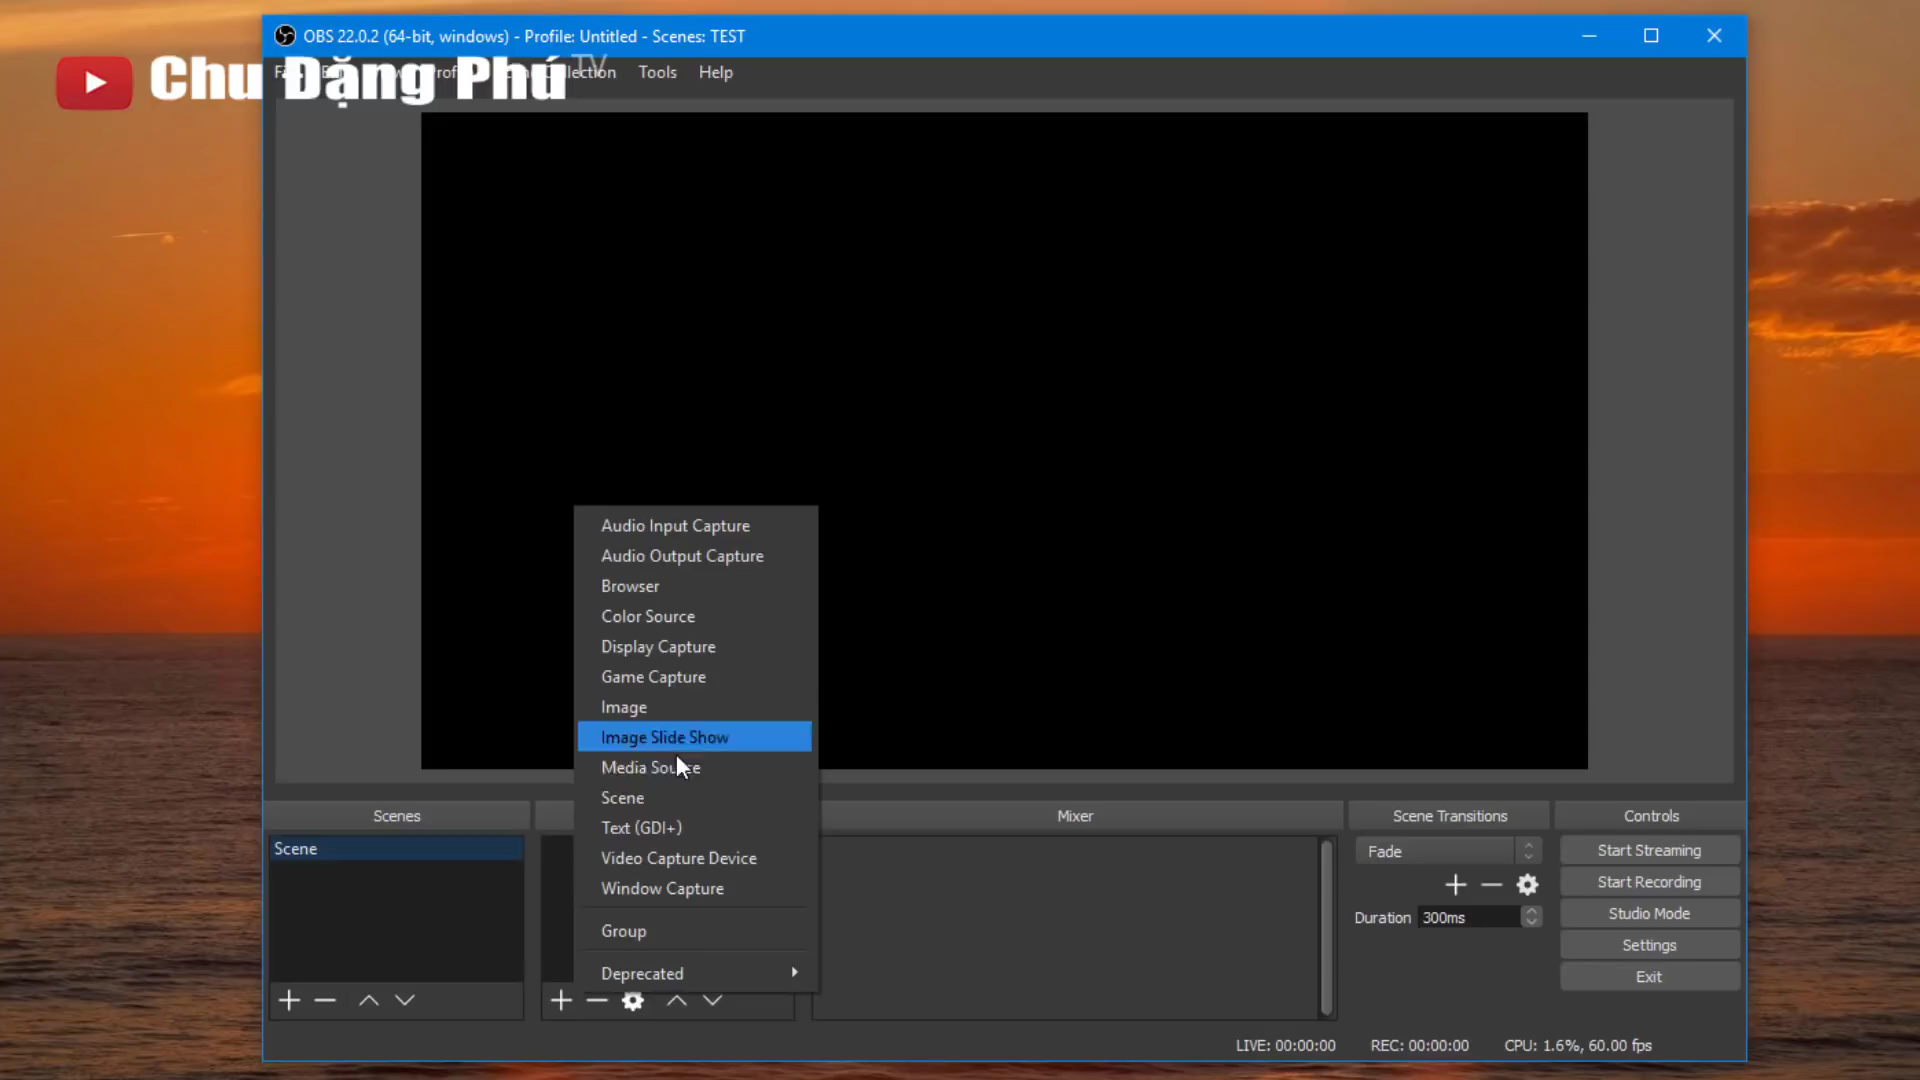 OBS 22.0.2 (64-bit, windows) - Profile: Untitled - Scenes: TEST
Chu Đặng Phú TV
Tools Help
Audio Input Capture
Audio Output Capture
Browser
Color Source
Display Capture
Game Capture
Image
Image Slide Show
Media Source
Scene
Text (GDI+)
Video Capture Device
Window Capture
Group
Deprecated
Scenes
Scene
Mixer
Scene Transitions
Fade
Duration 300ms
Controls
Start Streaming
Start Recording
Studio Mode
Settings
Exit
LIVE: 00:00:00 REC: 00:00:00 CPU: 1.6%, 60.00 fps